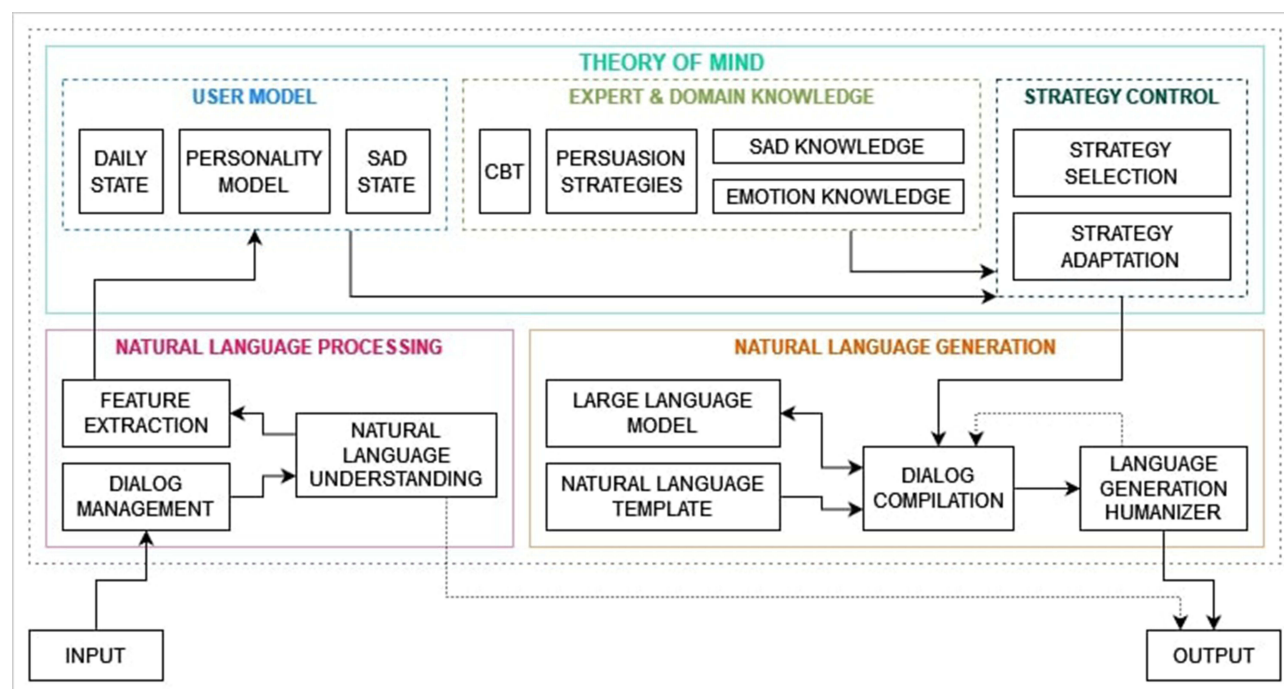 THEORY OF MIND
USER MODEL
DAILY
STATE
PERSONALITY
MODEL
SAD
STATE
EXPERT & DOMAIN KNOWLEDGE
CBT
PERSUASION
STRATEGIES
SAD KNOWLEDGE
EMOTION KNOWLEDGE
STRATEGY CONTROL
STRATEGY
SELECTION
STRATEGY
ADAPTATION
NATURAL LANGUAGE PROCESSING
FEATURE
EXTRACTION
DIALOG
MANAGEMENT
NATURAL
LANGUAGE
UNDERSTANDING
NATURAL LANGUAGE GENERATION
LARGE LANGUAGE
MODEL
NATURAL LANGUAGE
TEMPLATE
DIALOG
COMPILATION
LANGUAGE
GENERATION
HUMANIZER
INPUT
OUTPUT